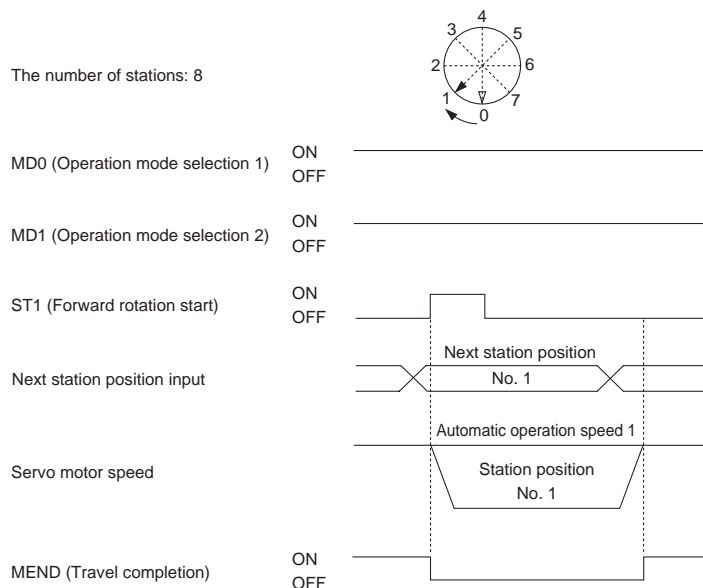 4
3 5
The number of stations: 8
2 6
1 7
0
MD0 (Operation mode selection 1) ON
OFF
MD1 (Operation mode selection 2) ON
OFF
ST1 (Forward rotation start) ON
OFF
Next station position
Next station position input No. 1
Automatic operation speed 1
Servo motor speed Station position
No. 1
MEND (Travel completion) ON
OFF